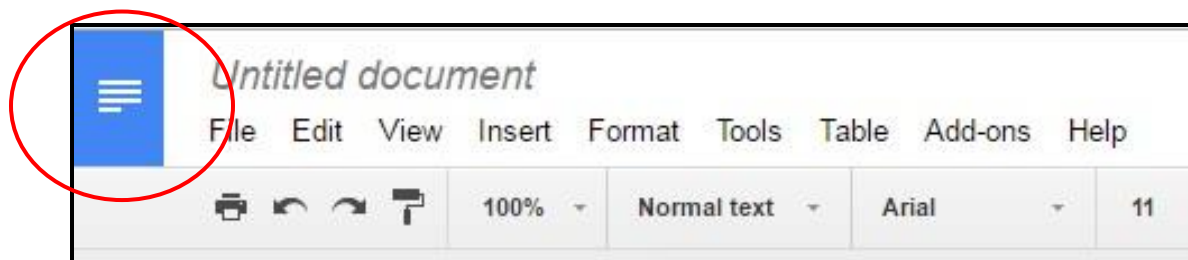 Untitled document
File Edit View Insert Format Tools Table Add-ons Help
100% Normal text Arial 11